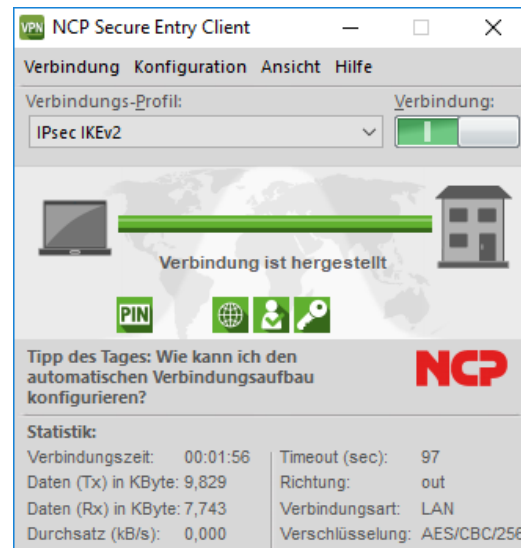 VPN NCP Secure Entry Client
Verbindung Konfiguration Ansicht Hilfe
Verbindungs-Profil: Verbindung:
IPsec IKEv2
Verbindung ist hergestellt
PIN
Tipp des Tages: Wie kann ich den
automatischen Verbindungsaufbau
konfigurieren?
NCP
Statistik:
Verbindungszeit: 00:01:56 Timeout (sec): 97
Daten (Tx) in KByte: 9,829 Richtung: out
Daten (Rx) in KByte: 7,743 Verbindungsart: LAN
Durchsatz (kB/s): 0,000 Verschlüsselung: AES/CBC/256